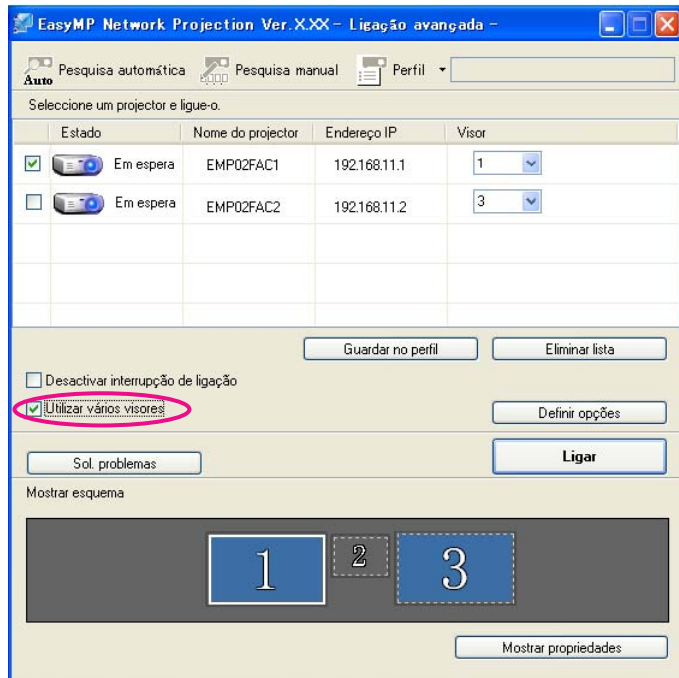 EasyMP Network Projection Ver.X.XX - Ligação avançada -
Auto Pesquisa automática Pesquisa manual Perfil
Seleccione um projector e ligue-o.
Estado Nome do projector Endereço IP Visor
Em espera EMP02FAC1 192.168.11.1 1
Em espera EMP02FAC2 192.168.11.2 3
Guardar no perfil Eliminar lista
Desactivar interrupção de ligação
Utilizar vários visores Definir opções
Sol. problemas Ligar
Mostrar esquema
1 2 3
Mostrar propriedades